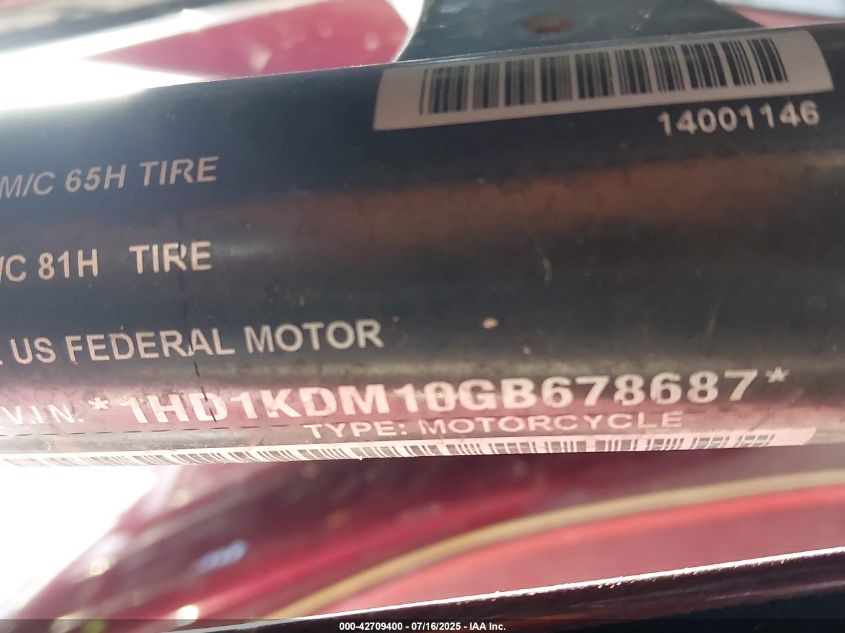 14001146
M/C 65H TIRE
/C 81H TIRE
US FEDERAL MOTOR
V.I.N. *1HD1KDM10GB678687*
TYPE: MOTORCYCLE
000-42709400 - 07/16/2025 - IAA Inc.